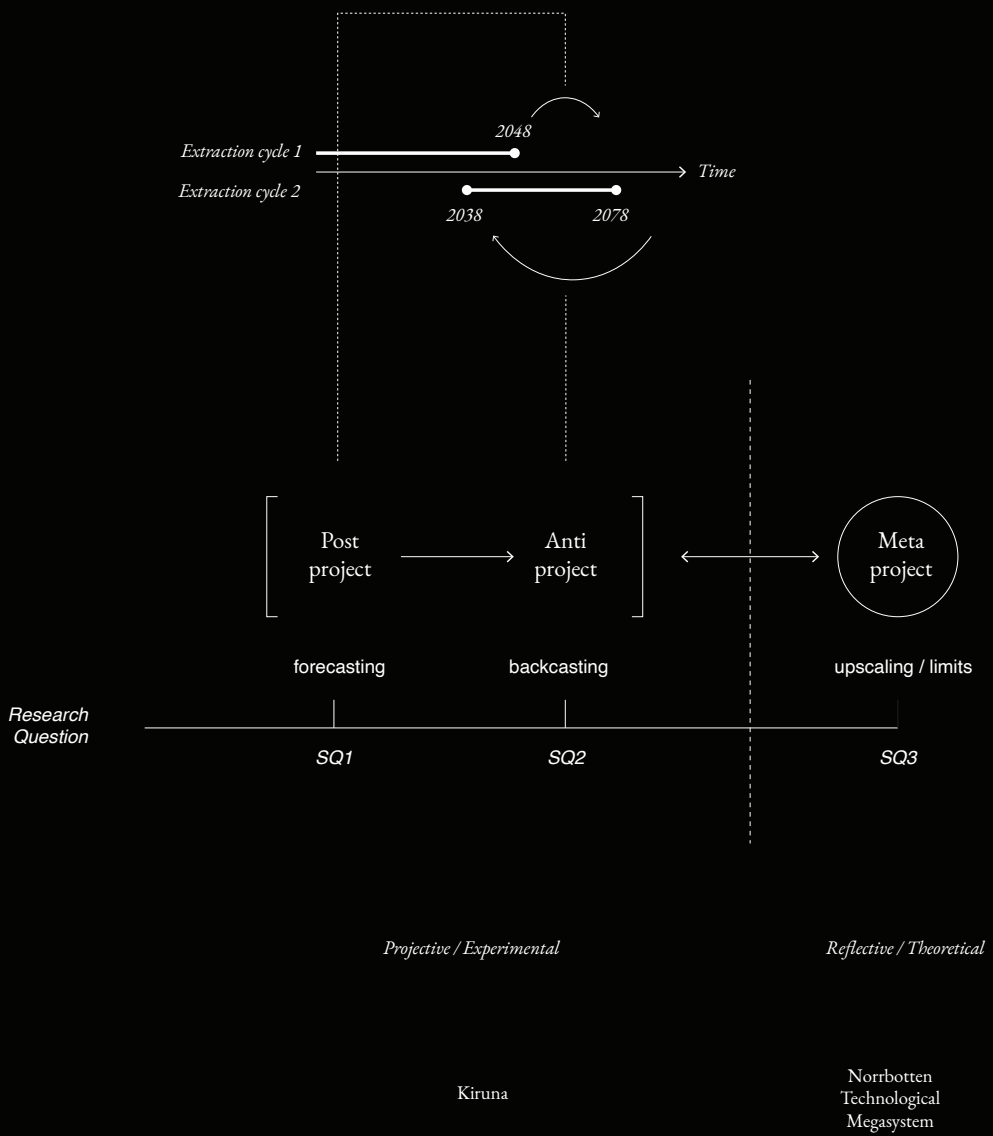 2048
Extraction cycle 1
Time
Extraction cycle 2
2038
2078
Post
project
Anti
project
Meta
project
forecasting
backcasting
upscaling / limits
Research
Question
SQ1
SQ2
SQ3
Projective / Experimental
Reflective / Theoretical
Kiruna
Norrbotten
Technological
Megasystem